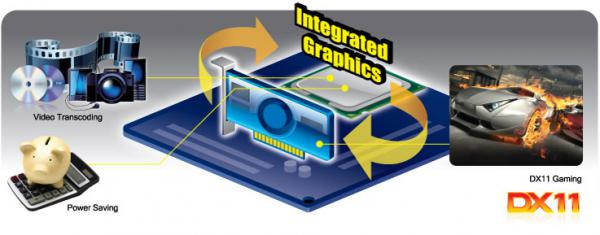 Integrated
Graphics
Video Transcoding
Power Saving
DX11 Gaming
DX11